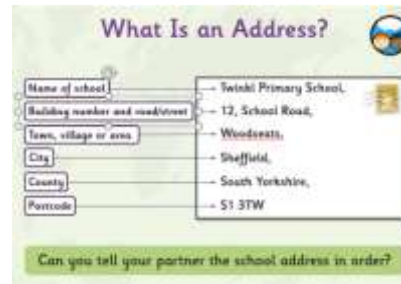 What Is an Address?
Name of school
Twinkl Primary School,
Building number and road/street
12, School Road,
Town, village or area
Woodseats,
City
Sheffield,
County
South Yorkshire,
Postcode
S1 3TW
Can you tell your partner the school address in order?